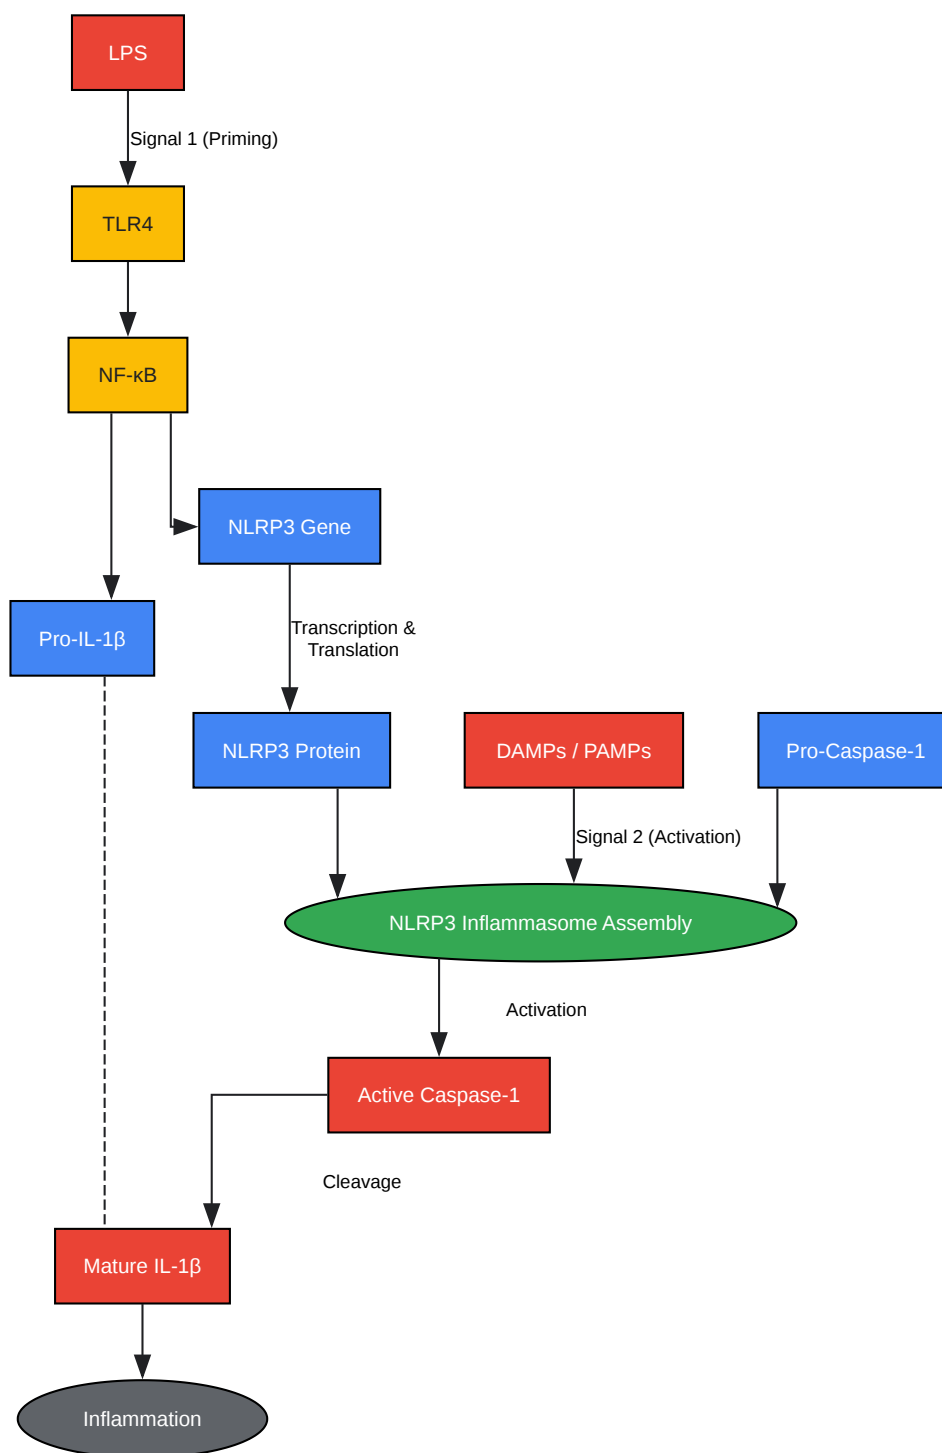 LPS
Signal 1 (Priming)
TLR4
NF-κB
NLRP3 Gene
Transcription &
Translation
Pro-IL-1β
NLRP3 Protein
DAMPs / PAMPs
Pro-Caspase-1
Signal 2 (Activation)
NLRP3 Inflammasome Assembly
Activation
Active Caspase-1
Cleavage
Mature IL-1β
Inflammation